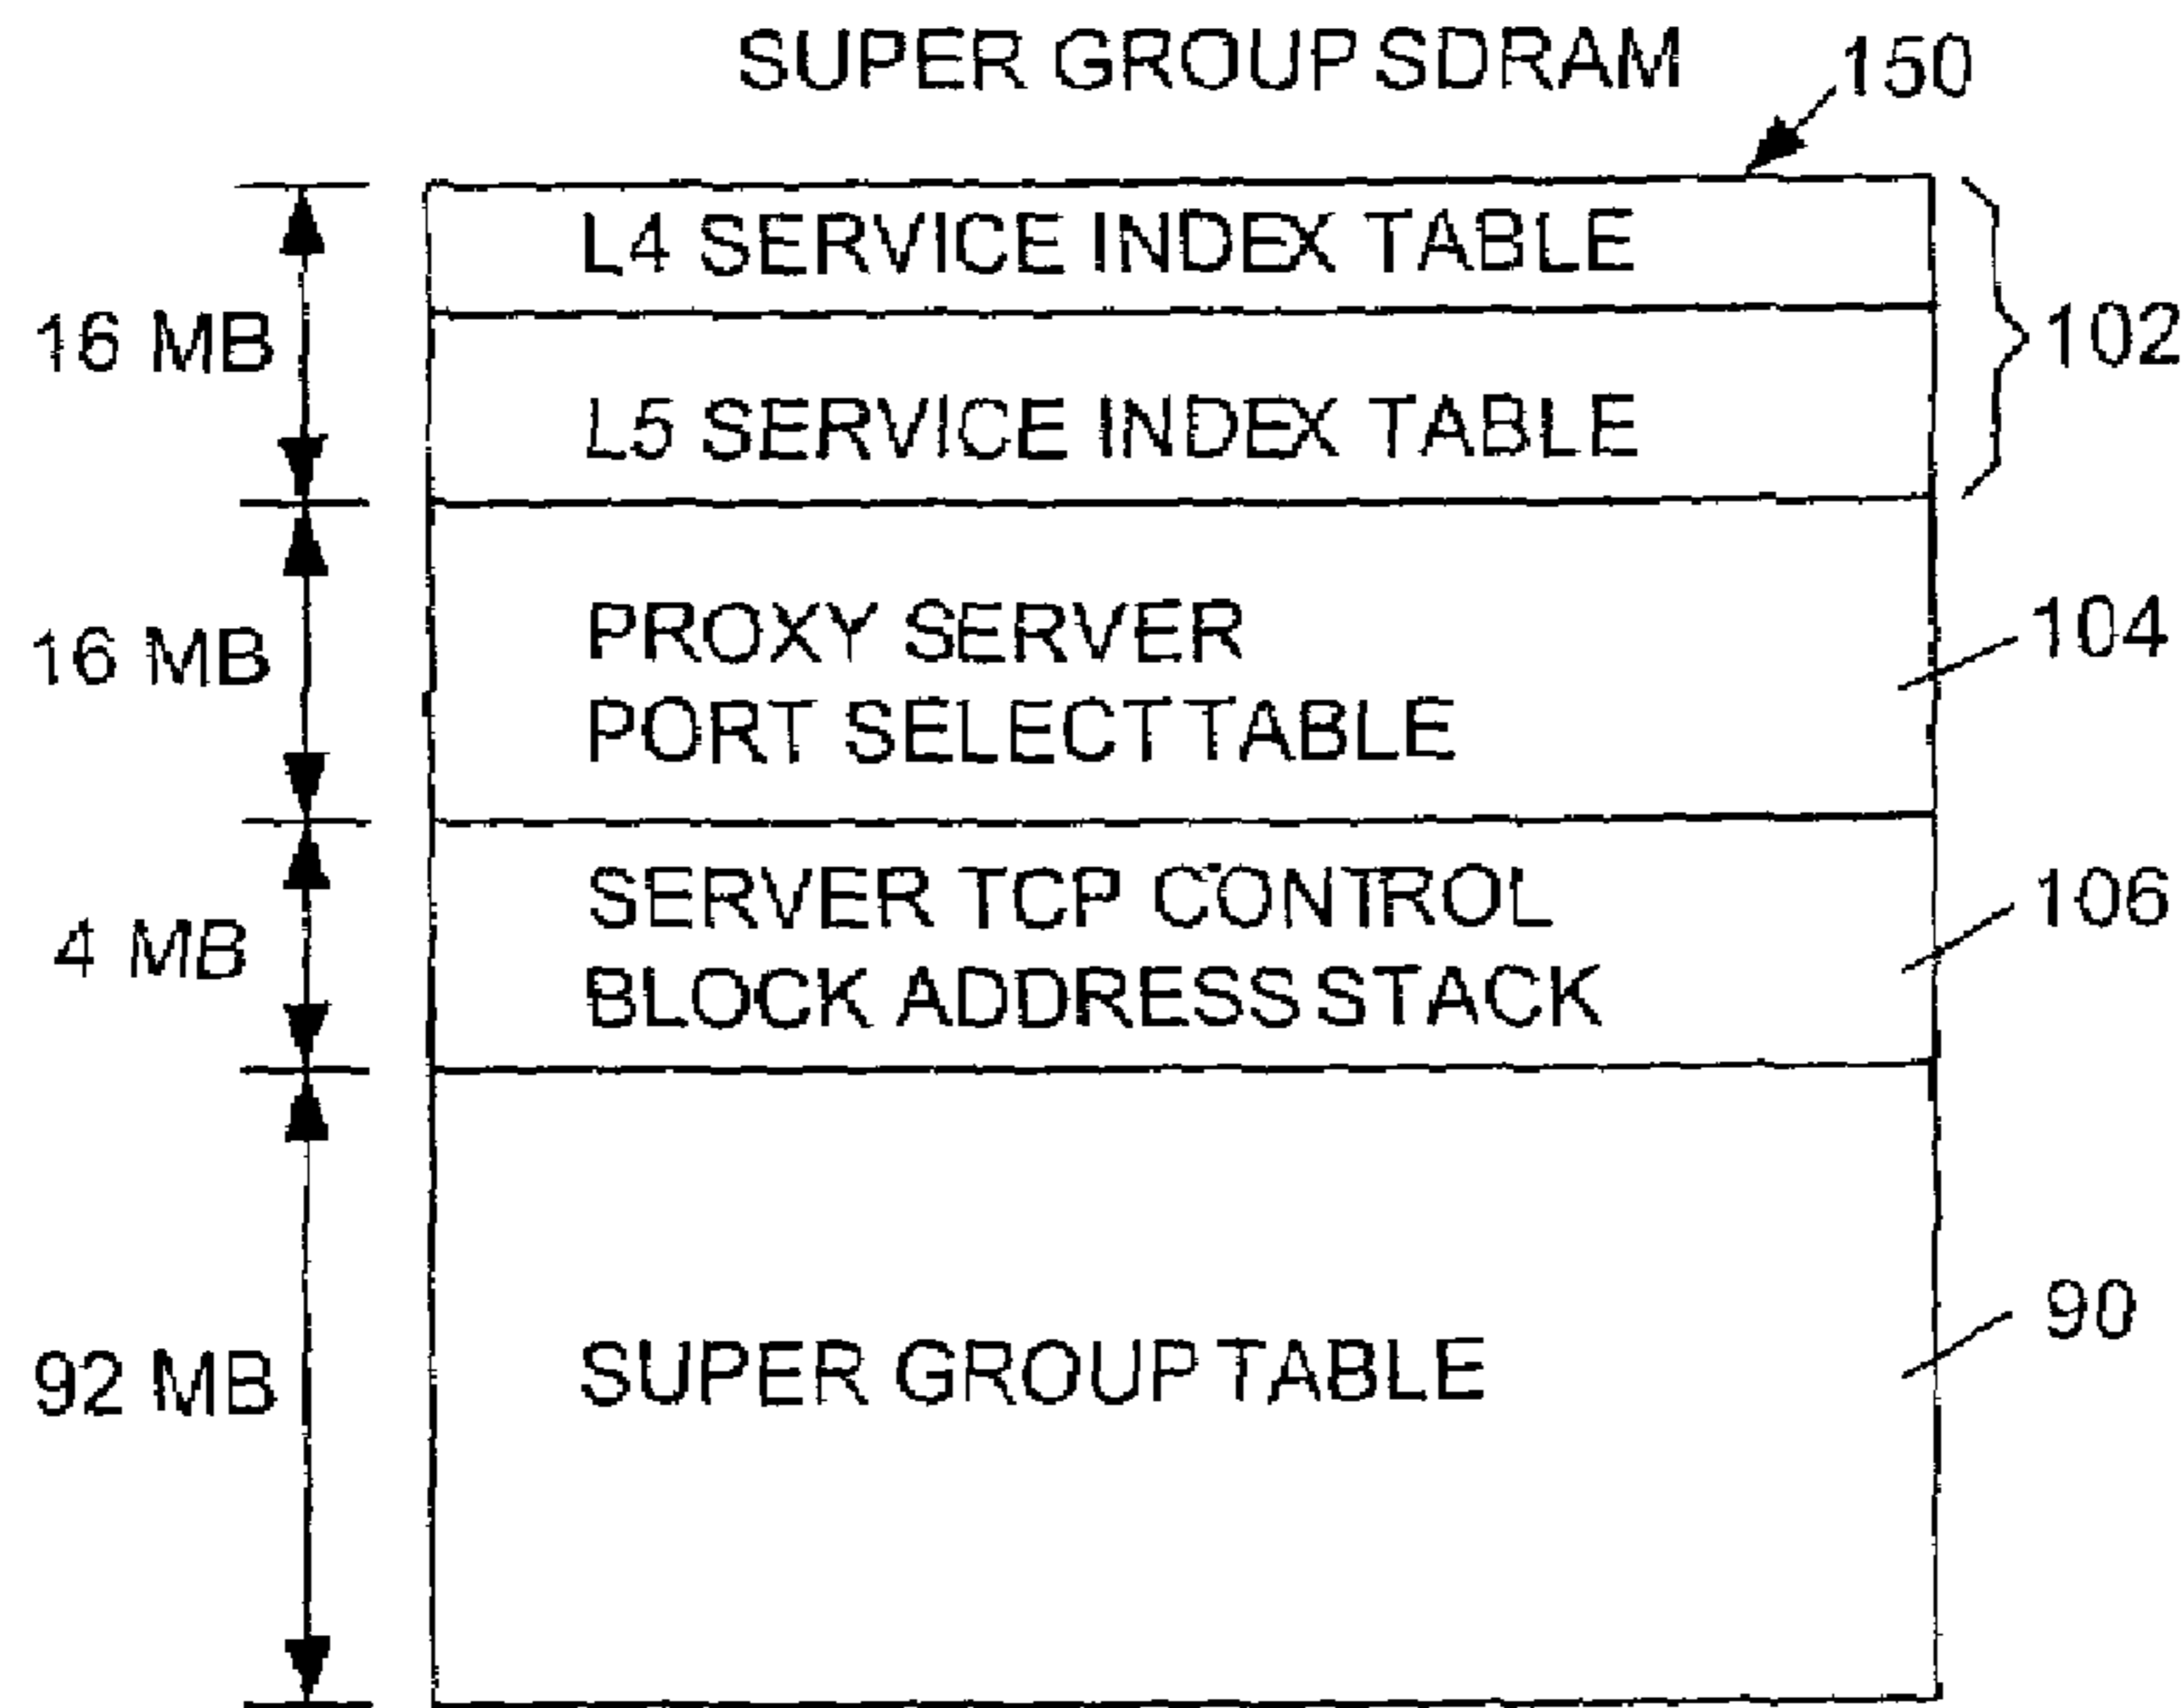 SUPER GROUP SDRAM
150
L4 SERVICE INDEX TABLE
16 MB
102
L5 SERVICE INDEX TABLE
PROXY SERVER
104
16 MB
PORT SELECT TABLE
SERVER TCP CONTROL
106
4 MB
BLOCK ADDRESS STACK
90
92 MB
SUPER GROUP TABLE